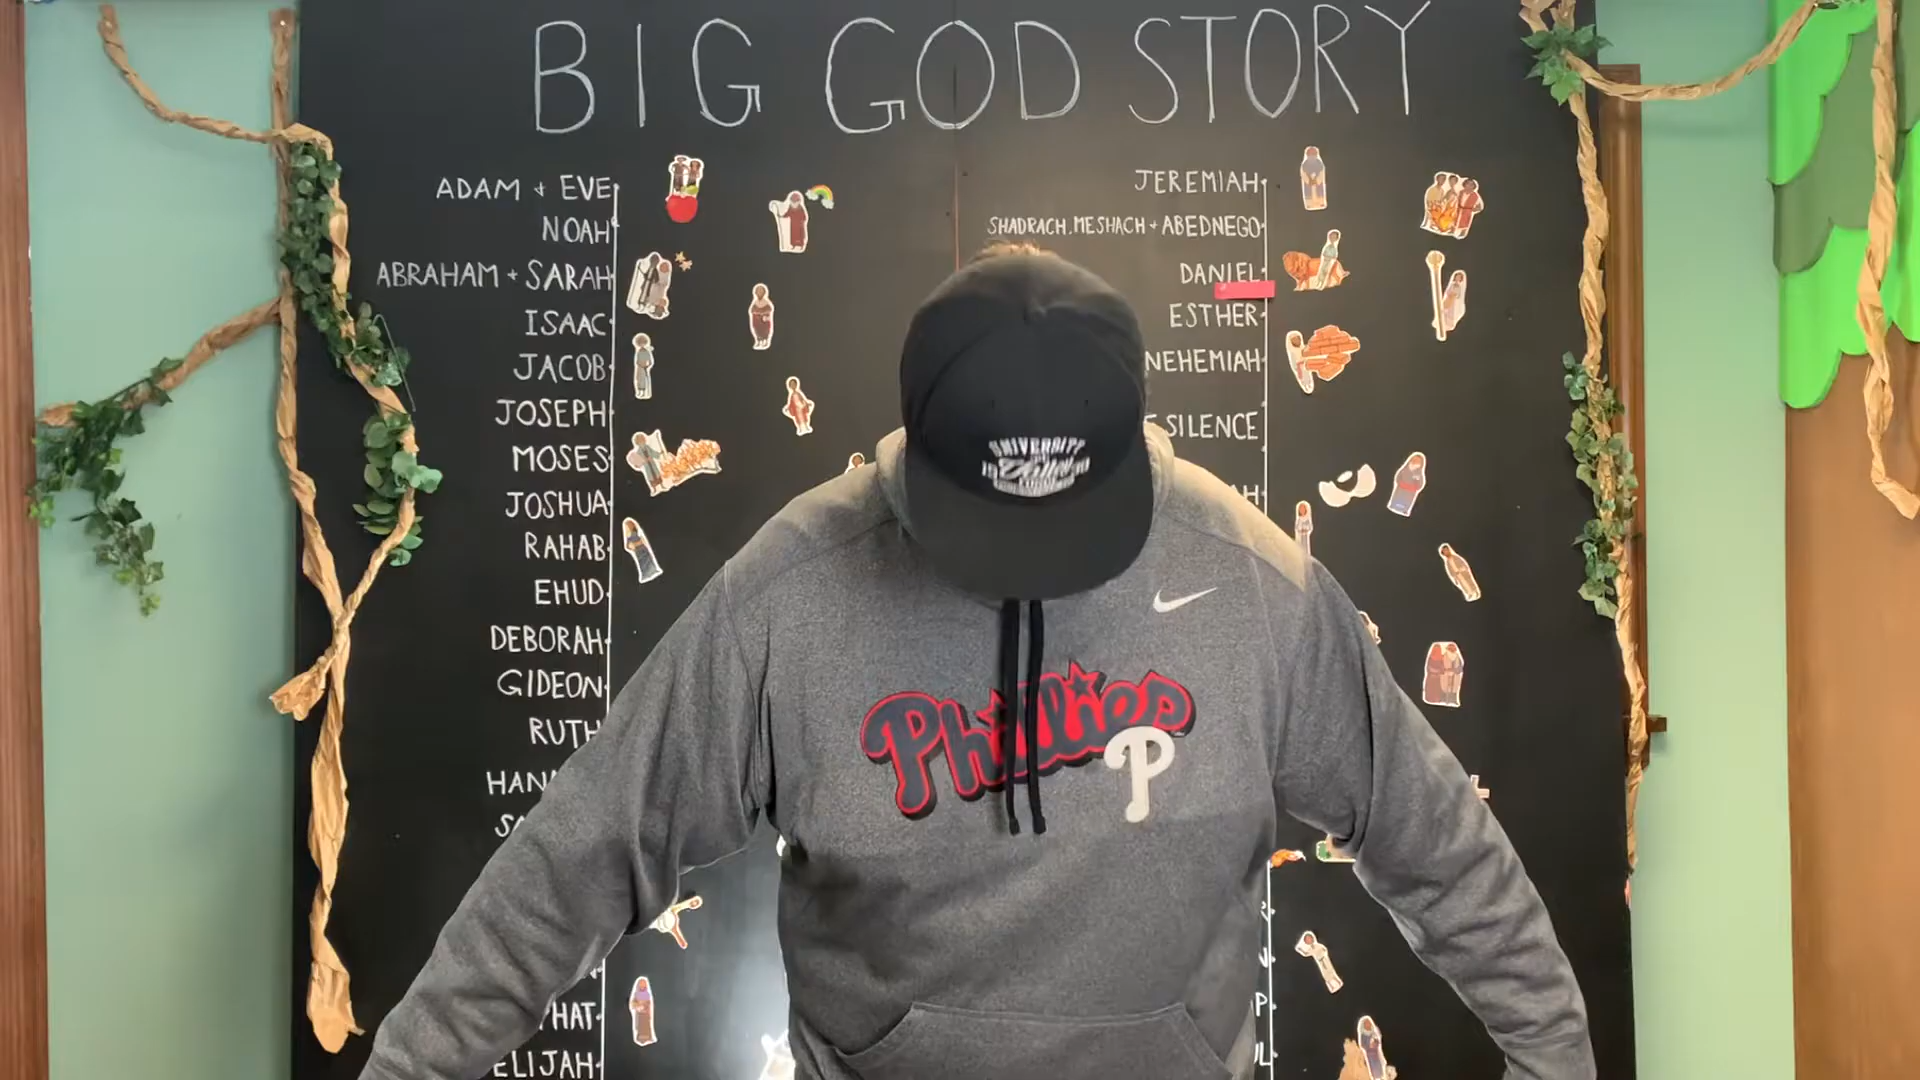 BIG GOD STORY
ADAM + EVE
NOAH
ABRAHAM + SARAH
ISAAC
JACOB
JOSEPH
MOSES
JOSHUA
RAHAB
EHUD
DEBORAH
GIDEON
RUTH
ELIJAH
JEREMIAH
SHADRACH, MESHACH + ABEDNEGO
DANIEL
ESTHER
NEHEMIAH
SILENCE
UNIVERSITY
Phillies
P